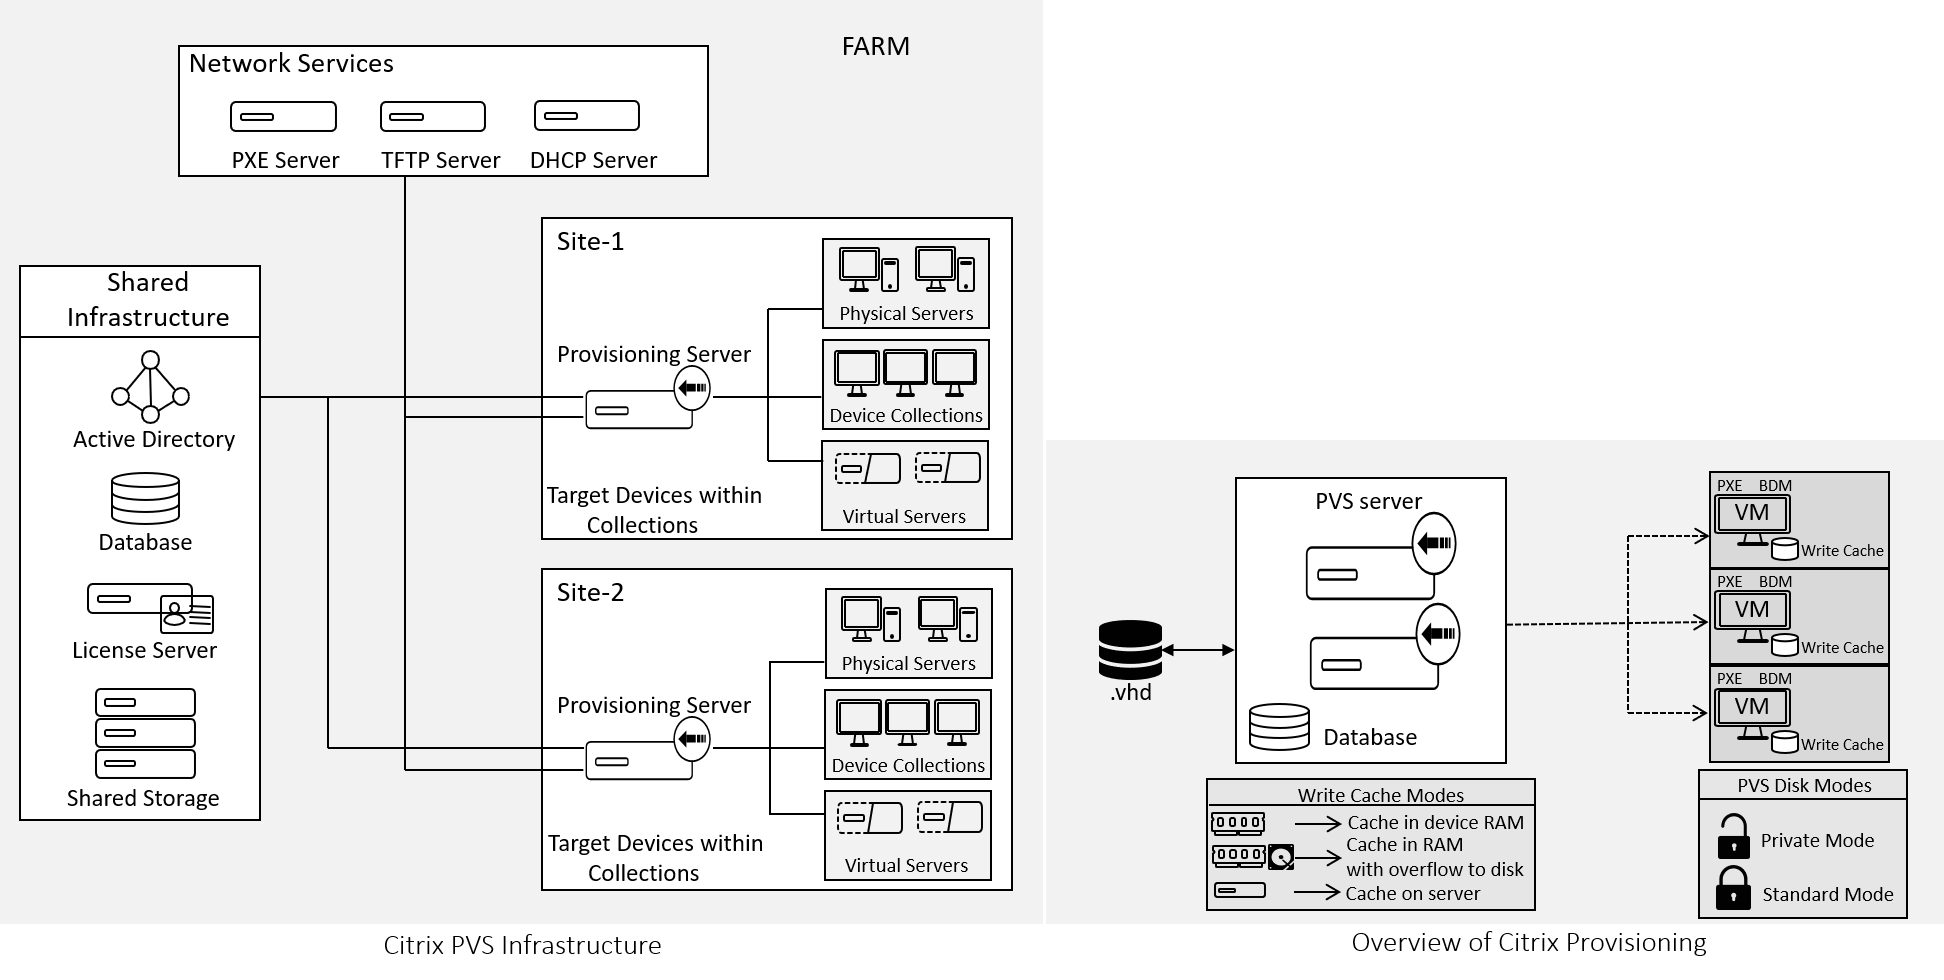 FARM
Network Services
PXE Server
TFTP Server
DHCP Server
Shared
Infrastructure
Active Directory
Database
License Server
Shared Storage
Site-1
Provisioning Server
Target Devices within
Collections
Physical Servers
Device Collections
Virtual Servers
Site-2
Provisioning Server
Target Devices within
Collections
Physical Servers
Device Collections
Virtual Servers
Citrix PVS Infrastructure
.vhd
PVS server
Database
PXE BDM
VM
Write Cache
PXE BDM
VM
Write Cache
PXE BDM
VM
Write Cache
Write Cache Modes
Cache in device RAM
Cache in RAM
with overflow to disk
Cache on server
PVS Disk Modes
Private Mode
Standard Mode
Overview of Citrix Provisioning